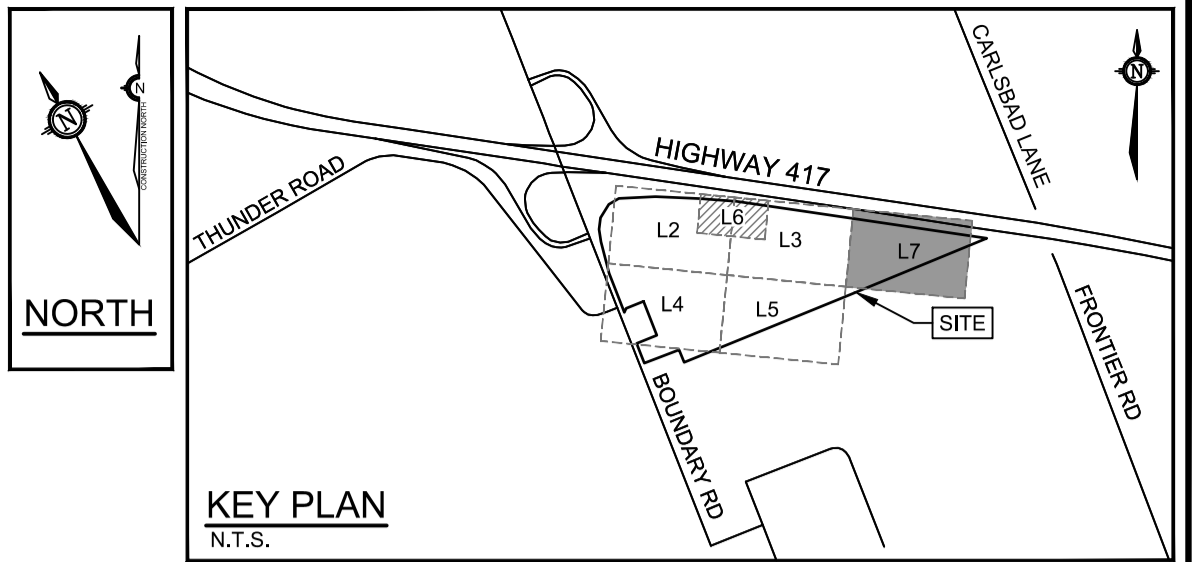 N
N
CONSTRUCTION NORTH
NORTH
CARLSBAD LANE
N
HIGHWAY 417
THUNDER ROAD
L2
L6
L3
L7
L4
L5
SITE
FRONTIER RD
BOUNDARY RD
KEY PLAN
N.T.S.